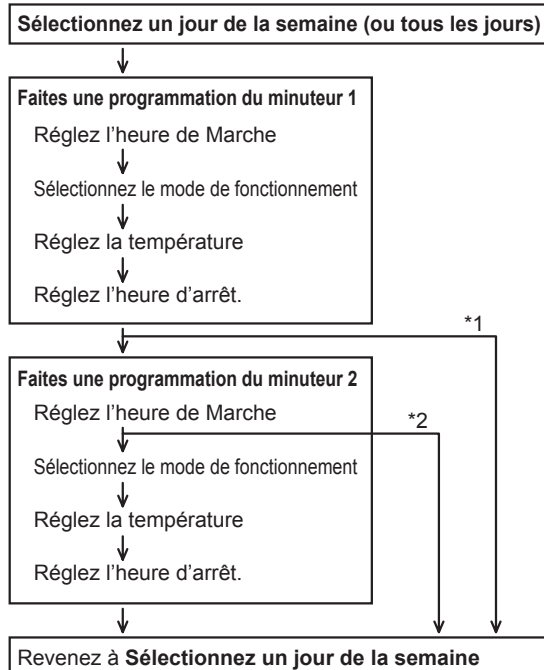 Sélectionnez un jour de la semaine (ou tous les jours)
Faites une programmation du minuteur 1
Réglez l'heure de Marche
Sélectionnez le mode de fonctionnement
Réglez la température
Réglez l'heure d'arrêt.
*1
Faites une programmation du minuteur 2
Réglez l'heure de Marche
*2
Sélectionnez le mode de fonctionnement
Réglez la température
Réglez l'heure d'arrêt.
Revenez à Sélectionnez un jour de la semaine